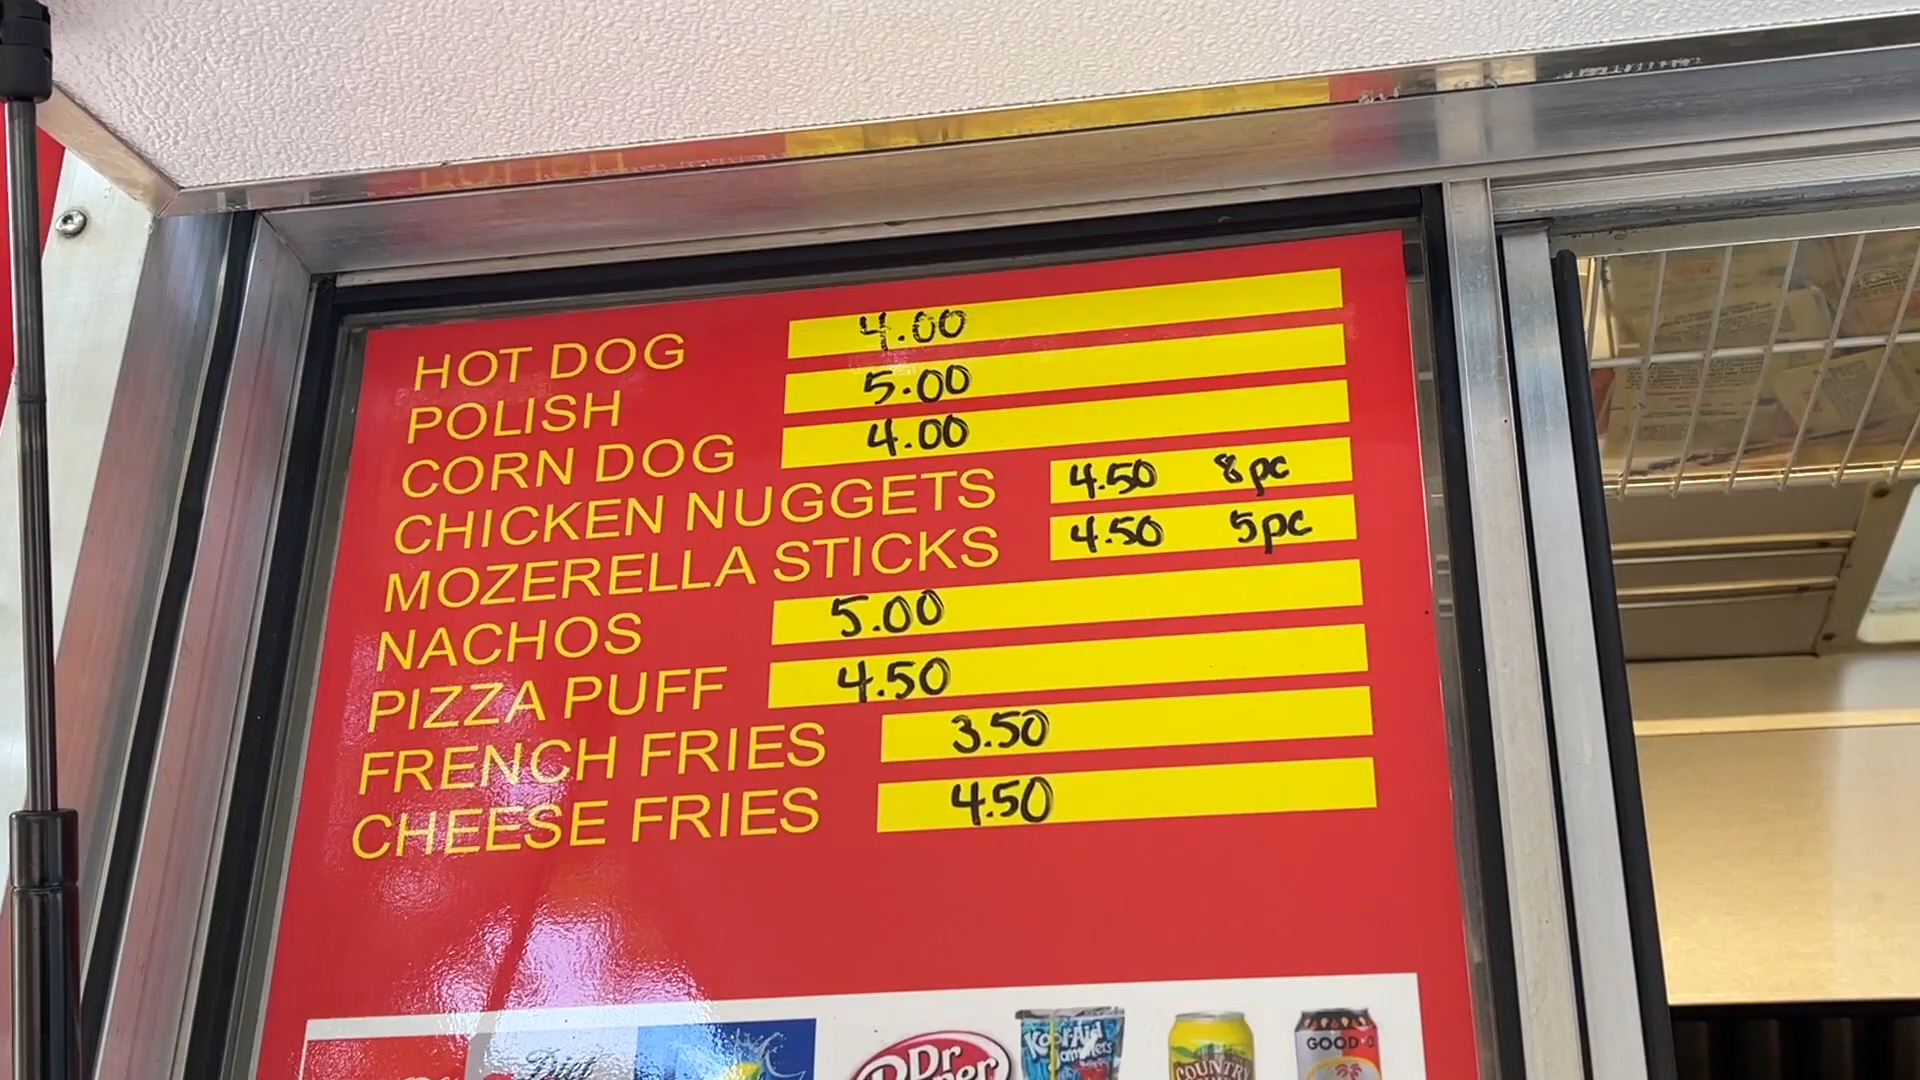 HOT DOG 4.00
POLISH 5.00
CORN DOG 4.00
CHICKEN NUGGETS 4.50 8pc
MOZERELLA STICKS 4.50 5pc
NACHOS 5.00
PIZZA PUFF 4.50
FRENCH FRIES 3.50
CHEESE FRIES 4.50
Diet
Dr
Kool-Aid
Jammers
COUNTRY
GOOD-O